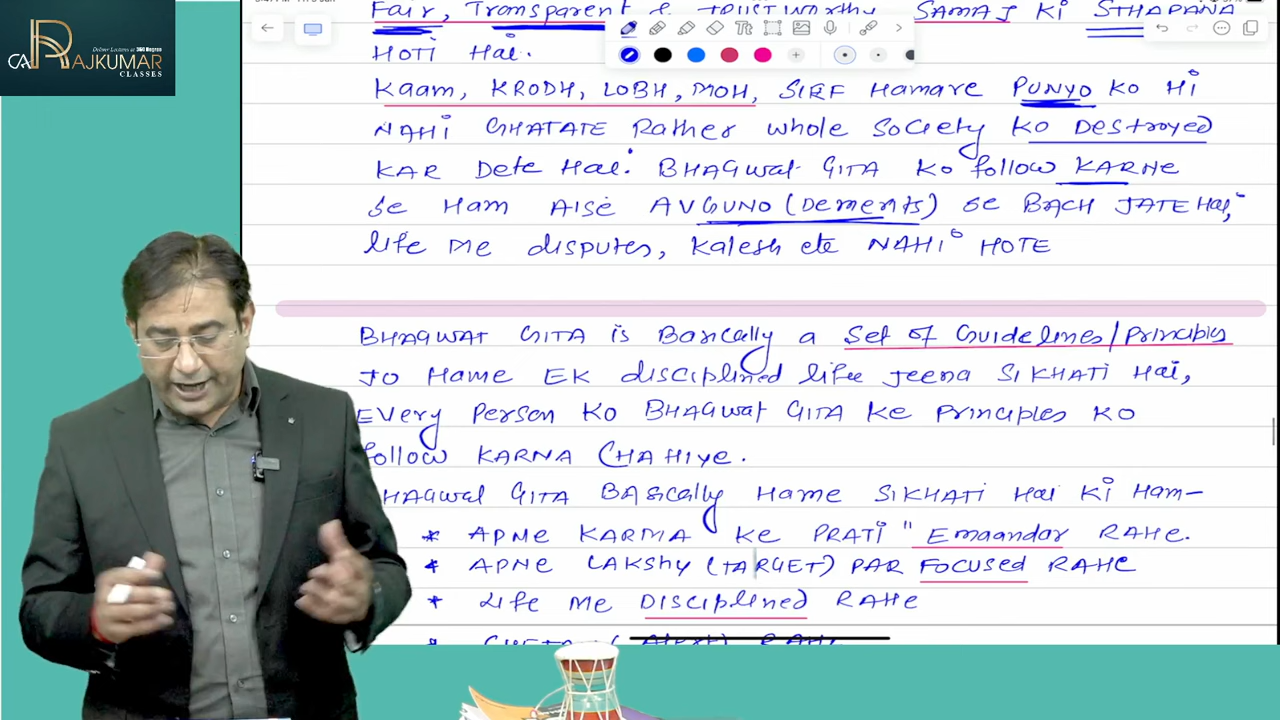 CA RAJKUMAR CLASSES
Deliver Lectures at 360 Degree
Fair, Transparent & Trustworthy SAMAJ KI STHAPANA
HOTI HAI.
Kaam, KRODH, LOBH, MOH, SIRF Hamare PUNYO KO HI
NAHI GHATATE Rather whole Society KO Destroyed
KAR Dete Hai. BHAGWAT GITA KO follow KARNE
Se HAM AISE AVGUNO (Demerits) Se BACH JATE Hai,
life Me disputes, Kalesh etc NAHI HOTE
BHAGWAT GITA is Basically a Set of Guidelines/Principles
JO Hame EK disciplined life Jeena SIKHATI Hai,
Every Person KO BHAGWAT GITA Ke Principles KO
follow KARNA CHAHIYE.
BHAGWAT GITA BASically Hame SIKHATI Hai Ki Ham-
* APNE KARMA Ke PRATI " Emaandar RAHE.
* APNE LAKSHY (TARGET) PAR FOCUSED RAHE
* Life Me DISCIPLINED RAHE